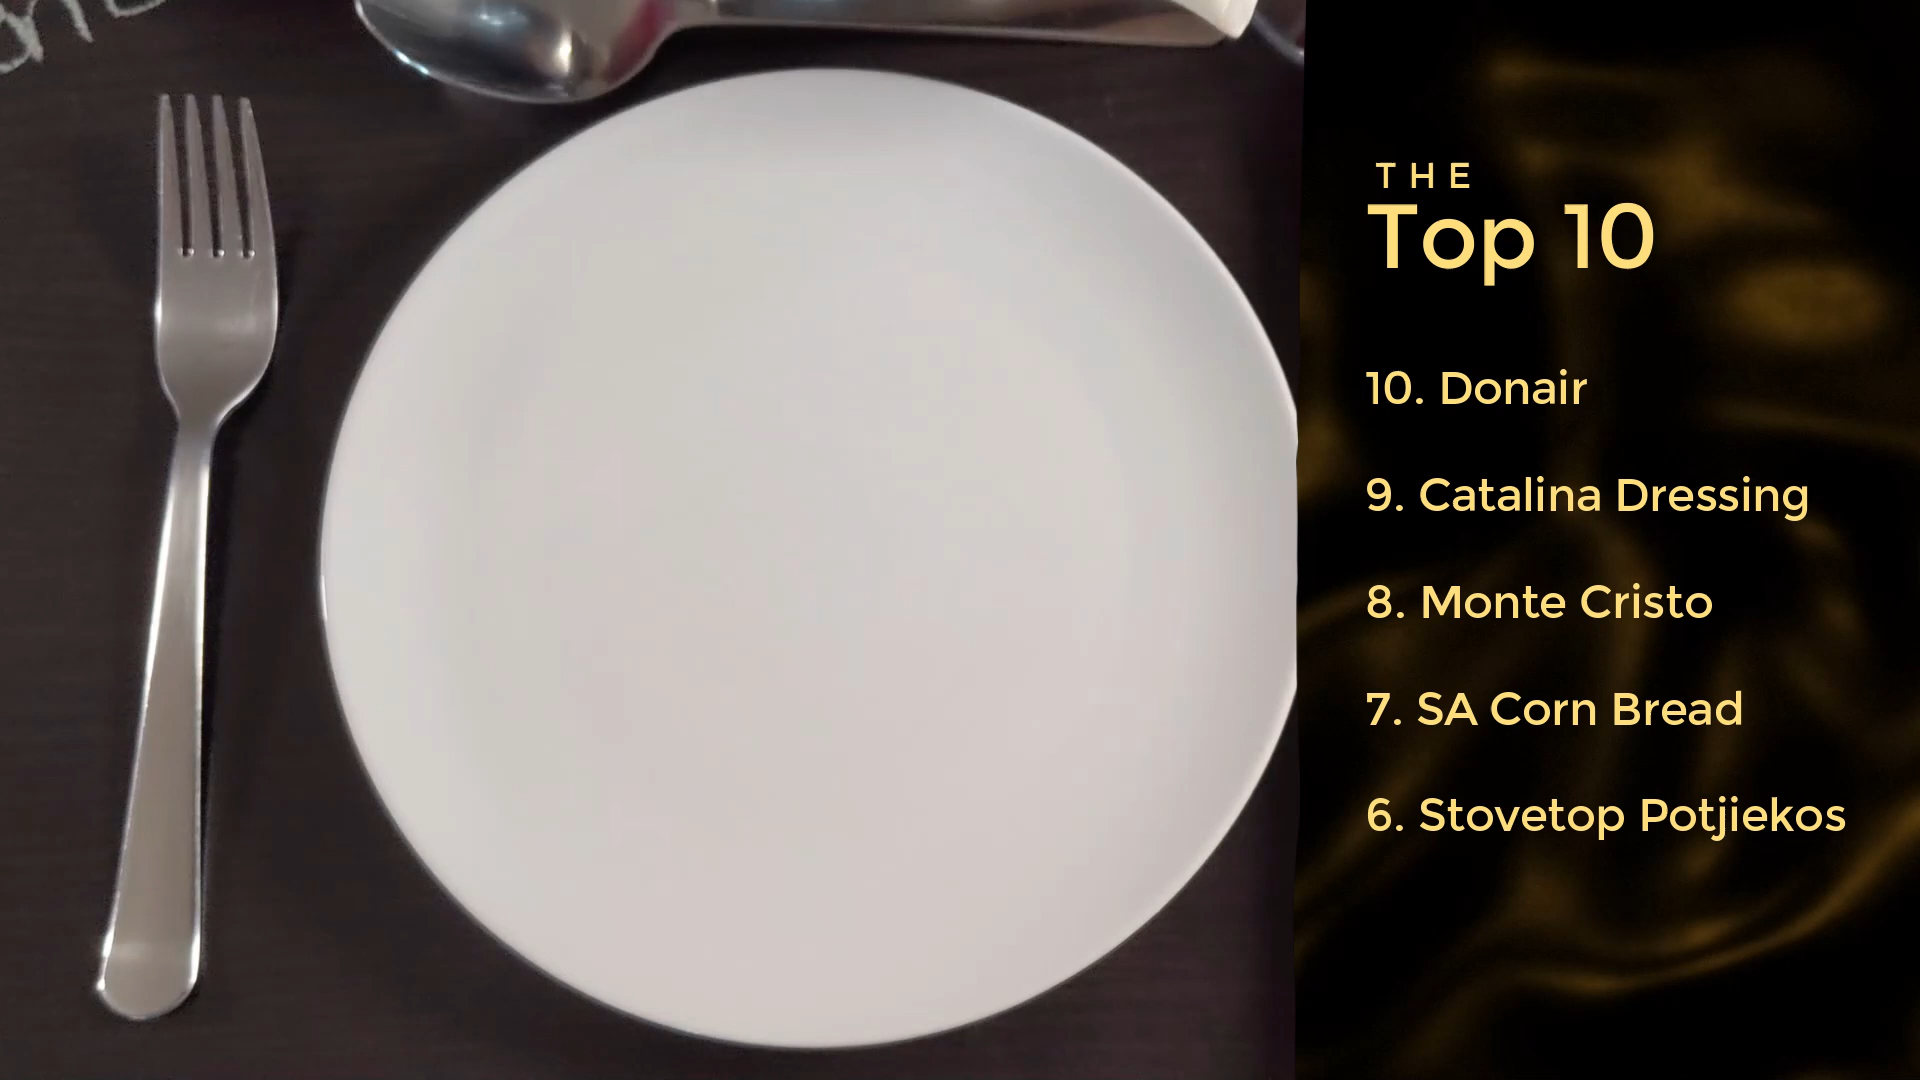 THE
Top 10
10. Donair
9. Catalina Dressing
8. Monte Cristo
7. SA Corn Bread
6. Stovetop Potjiekos